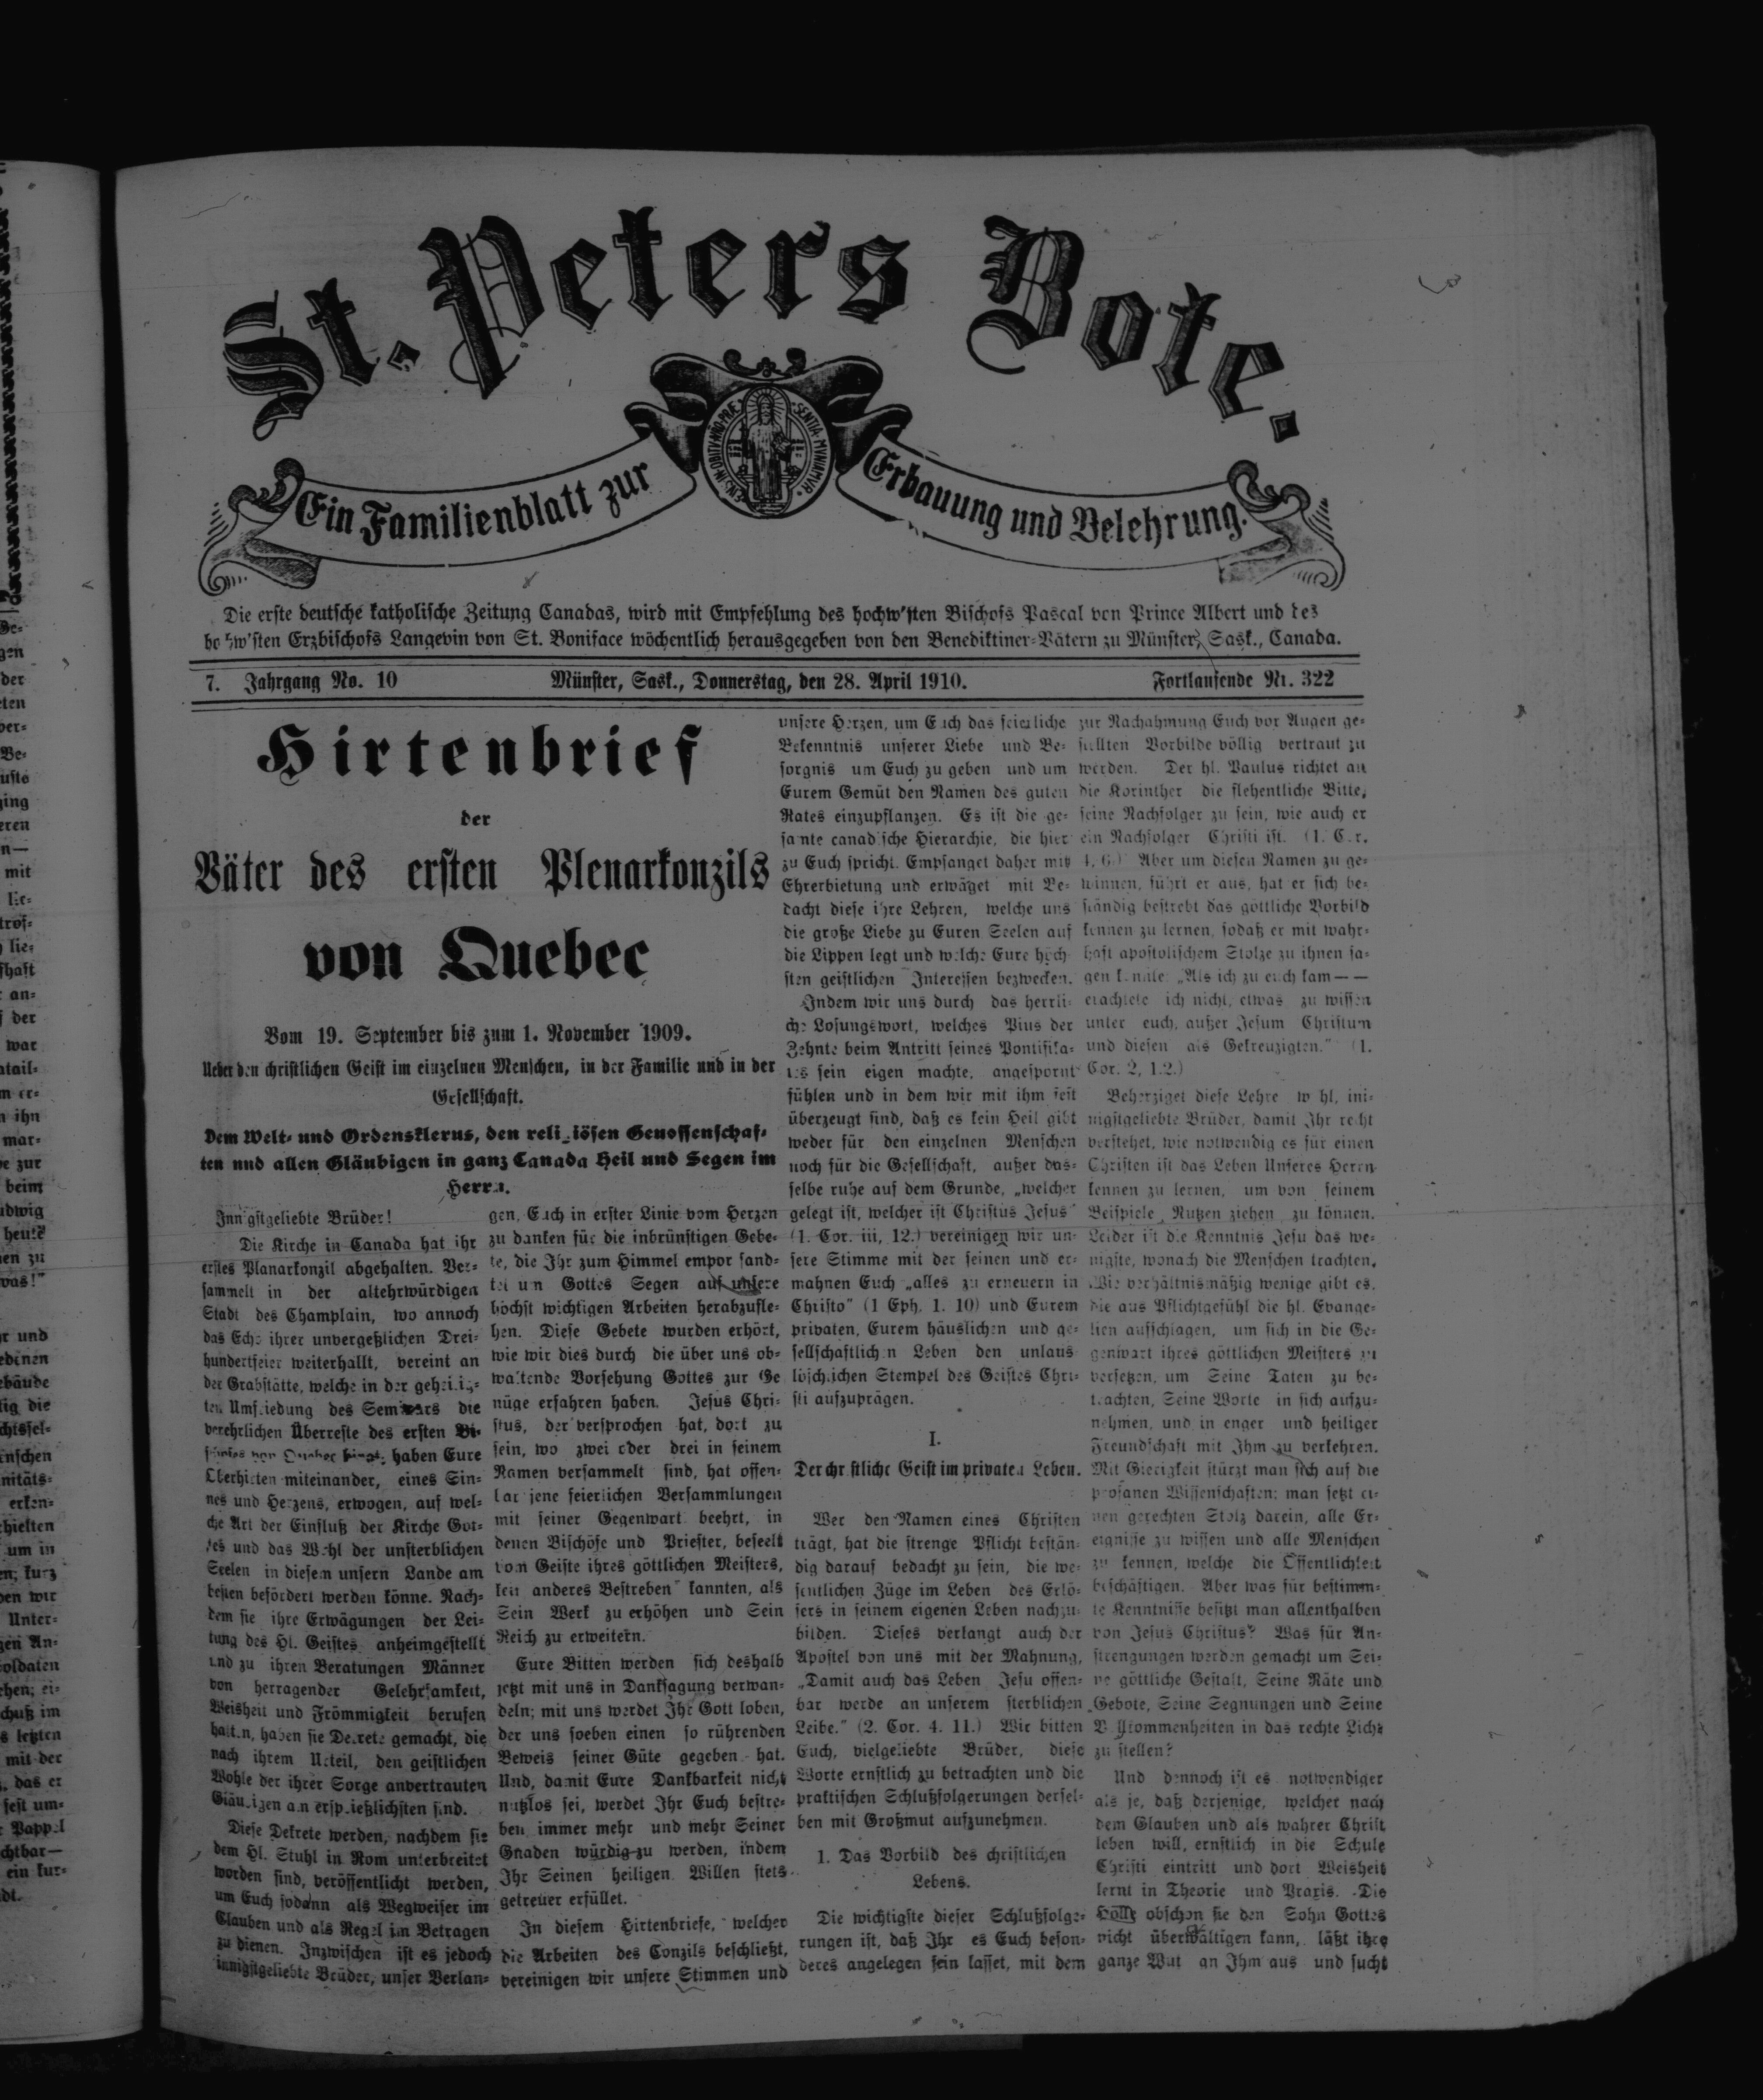 St. Peters Bote.
Ein Familienblatt zur Erbauung und Belehrung.
Die erste deutsche katholische Zeitung Canadas, wird mit Empfehlung des hochw'sten Bischofs Pascal von Prince Albert und des
hochw'sten Erzbischofs Langevin von St. Boniface wöchentlich herausgegeben von den Benediktiner-Vätern zu Münster, Sask., Canada.
7. Jahrgang No. 10 Münster, Sask., Donnerstag, den 28. April 1910. Fortlaufende Nr. 322
Hirtenbrief
der
Väter des ersten Plenarkonzils
von Quebec
Vom 19. September bis zum 1. November 1909.
Ueber den christlichen Geist im einzelnen Menschen, in der Familie und in der
Gesellschaft.
Dem Welt- und Ordensklerus, den religiösen Genossenschaf-
ten und allen Gläubigen in ganz Canada Heil und Segen im
Herrn.
Innigstgeliebte Brüder!
Die Kirche in Canada hat ihr
erstes Planarkonzil abgehalten. Ver-
sammelt in der altehrwürdigen
Stadt des Champlain, wo annoch
das Echo ihrer unvergeßlichen Drei-
hundertfeier weiterhallt, vereint an
der Grabstätte, welche in der geheilig-
ten Umfriedung des Seminars die
verehrlichen Überreste des ersten Bi-
schofes von Quebec birgt, haben Eure
Oberhirten miteinander, eines Sin-
nes und Herzens, erwogen, auf wel-
che Art der Einfluß der Kirche Got-
tes und das Wohl der unsterblichen
Seelen in diesem unsern Lande am
besten befördert werden könne. Nach-
dem sie ihre Erwägungen der Lei-
tung des Hl. Geistes anheimgestellt
und zu ihren Beratungen Männer
von herragender Gelehrsamkeit,
Weisheit und Frömmigkeit berufen
hatten, haben sie Dekrete gemacht, die
nach ihrem Urteil, den geistlichen
Wohle der ihrer Sorge anvertrauten
Gläubigen am ersprießlichsten sind.
Diese Dekrete werden, nachdem sie
dem Hl. Stuhl in Rom unterbreitet
worden sind, veröffentlicht werden,
um Euch sodann als Wegweiser im
Glauben und als Regel im Betragen
zu dienen. Inzwischen ist es jedoch
innigstgeliebte Brüder, unser Verlan-
gen, Euch in erster Linie vom Herzen
zu danken für die inbrünstigen Gebe-
te, die Ihr zum Himmel empor sand-
tet um Gottes Segen auf unsere
höchst wichtigen Arbeiten herabzufle-
hen. Diese Gebete wurden erhört,
wie wir dies durch die über uns ob-
waltende Vorsehung Gottes zur Ge
nüge erfahren haben. Jesus Chri-
stus, der versprochen hat, dort zu
sein, wo zwei oder drei in seinem
Namen versammelt sind, hat offen-
bar jene feierlichen Versammlungen
mit seiner Gegenwart beehrt, in
denen Bischöfe und Priester, beseelt
vom Geiste ihres göttlichen Meisters,
kein anderes Bestreben kannten, als
Sein Werk zu erhöhen und Sein
Reich zu erweitern.
Eure Bitten werden sich deshalb
jetzt mit uns in Danksagung verwan-
deln; mit uns werdet Ihr Gott loben,
der uns soeben einen so rührenden
Beweis seiner Güte gegeben hat.
Und, damit Eure Dankbarkeit nicht
nutzlos sei, werdet Ihr Euch bestre-
ben immer mehr und mehr Seiner
Gnaden würdig zu werden, indem
Ihr Seinen heiligen Willen stets
getreuer erfüllet.
In diesem Hirtenbriefe, welcher
die Arbeiten des Conzils beschließt,
vereinigen wir unsere Stimmen und
unsere Herzen, um Euch das feierliche
Bekenntnis unserer Liebe und Be-
sorgnis um Euch zu geben und um
Eurem Gemüt den Namen des guten
Rates einzupflanzen. Es ist die ge-
samte canadische Hierarchie, die hier
zu Euch spricht. Empfanget daher mit
Ehrerbietung und erwäget mit Be-
dacht diese ihre Lehren, welche uns
die große Liebe zu Euren Seelen auf
die Lippen legt und welche Eure höch
sten geistlichen Interessen bezwecken.
Indem wir uns durch das herrli-
che Losungswort, welches Pius der
Zehnte beim Antritt seines Pontifika-
tes sein eigen machte, angespornt
fühlen und in dem wir mit ihm fest
überzeugt sind, daß es kein Heil gibt
weder für den einzelnen Menschen
noch für die Gesellschaft, außer das-
selbe ruhe auf dem Grunde, „welcher
gelegt ist, welcher ist Christus Jesus"
(1. Cor. iii, 12.) vereinigen wir un-
sere Stimme mit der seinen und er-
mahnen Euch „alles zu erneuern in
Christo" (1 Eph. 1. 10) und Eurem
privaten, Eurem häuslichen und ge-
sellschaftlichen Leben den unlaus
löschlichen Stempel des Geistes Chri-
sti aufzuprägen.
I.
Der christliche Geist im privaten Leben.
Wer den Namen eines Christen
trägt, hat die strenge Pflicht bestän-
dig darauf bedacht zu sein, die we-
sentlichen Züge im Leben des Erlö-
sers in seinem eigenen Leben nachzu-
bilden. Dieses verlangt auch der
Apostel von uns mit der Mahnung,
„Damit auch das Leben Jesu offen-
bar werde an unserem sterblichen
Leibe." (2. Cor. 4. 11.) Wir bitten
Euch, vielgeliebte Brüder, diese
Worte ernstlich zu betrachten und die
praktischen Schlußfolgerungen dersel-
ben mit Großmut aufzunehmen.
1. Das Vorbild des christlichen
Lebens.
Die wichtigste dieser Schlußfolge-
rungen ist, daß Ihr es Euch beson-
deres angelegen sein lasset, mit dem
zur Nachahmung Euch vor Augen ge-
stellten Vorbilde völlig vertraut zu
werden. Der hl. Paulus richtet an
die Korinther die flehentliche Bitte,
seine Nachfolger zu sein, wie auch er
ein Nachfolger Christi ist. (1. Cor.
4. 6.) Aber um diesen Namen zu ge-
winnen, führt er aus, hat er sich be-
ständig bestrebt das göttliche Vorbild
kennen zu lernen, sodaß er mit wahr-
haft apostolischem Stolze zu ihnen sa-
gen konnte: „Als ich zu euch kam — —
erachtete ich nicht, etwas zu wissen
unter euch, außer Jesum Christum
und diesen als Gekreuzigten." (1.
Cor. 2, 1.2.)
Beherziget diese Lehre wohl, ini-
nigstgeliebte Brüder, damit Ihr recht
verstehet, wie notwendig es für einen
Christen ist das Leben Unseres Herrn
kennen zu lernen, um von seinem
Beispiele Nutzen ziehen zu können.
Leider ist die Kenntnis Jesu das we-
nigste, wonach die Menschen trachten.
Wie verhältnismäßig wenige gibt es,
die aus Pflichtgefühl die hl. Evange-
lien aufschlagen, um sich in die Ge-
genwart ihres göttlichen Meisters zu
versetzen, um Seine Taten zu be-
trachten, Seine Worte in sich aufzu-
nehmen, und in enger und heiliger
Freundschaft mit Ihm zu verkehren.
Mit Gierigkeit stürzt man sich auf die
profanen Wissenschaften; man setzt ei-
nen gerechten Stolz darein, alle Er-
eignisse zu wissen und alle Menschen
zu kennen, welche die Öffentlichkeit
beschäftigen. Aber was für bestimm-
te Kenntnisse besitzt man allenthalben
von Jesus Christus? Was für An-
strengungen werden gemacht um Sei-
ne göttliche Gestalt, Seine Räte und
Gebote, Seine Segnungen und Seine
Vollkommenheiten in das rechte Licht
zu stellen?
Und dennoch ist es notwendiger
als je, daß derjenige, welcher nach
dem Glauben und als wahrer Christ
leben will, ernstlich in die Schule
Christi eintritt und dort Weisheit
lernt in Theorie und Praxis. Die
Hölle obschon sie den Sohn Gottes
nicht überwältigen kann, läßt ihre
ganze Wut an Ihm aus und sucht